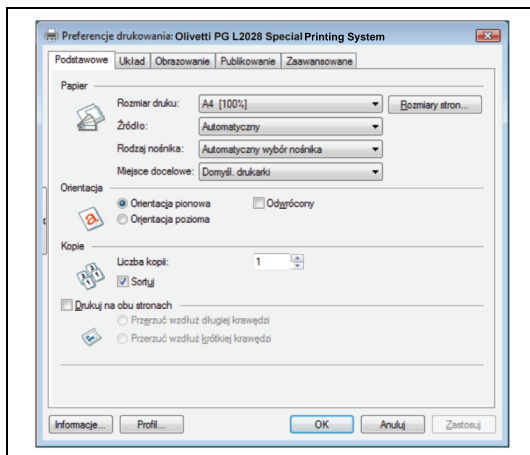 Preferencje drukowania: Olivetti PG L2028 Special Printing System
Podstawowe Układ Obrazowanie Publikowanie Zaawansowane
Papier
Rozmiar druku: A4 [100%] Rozmiary stron...
Źródło: Automatyczny
Rodzaj nośnika: Automatyczny wybór nośnika
Miejsce docelowe: Domyśl. drukarki
Orientacja
Orientacja pionowa Odwrócony
Orientacja pozioma
Kopie
Liczba kopii: 1
Sortuj
Drukuj na obu stronach
Przerzuć wzdłuż długiej krawędzi
Przerzuć wzdłuż krótkiej krawędzi
Informacje... Profil... OK Anuluj Zastosuj